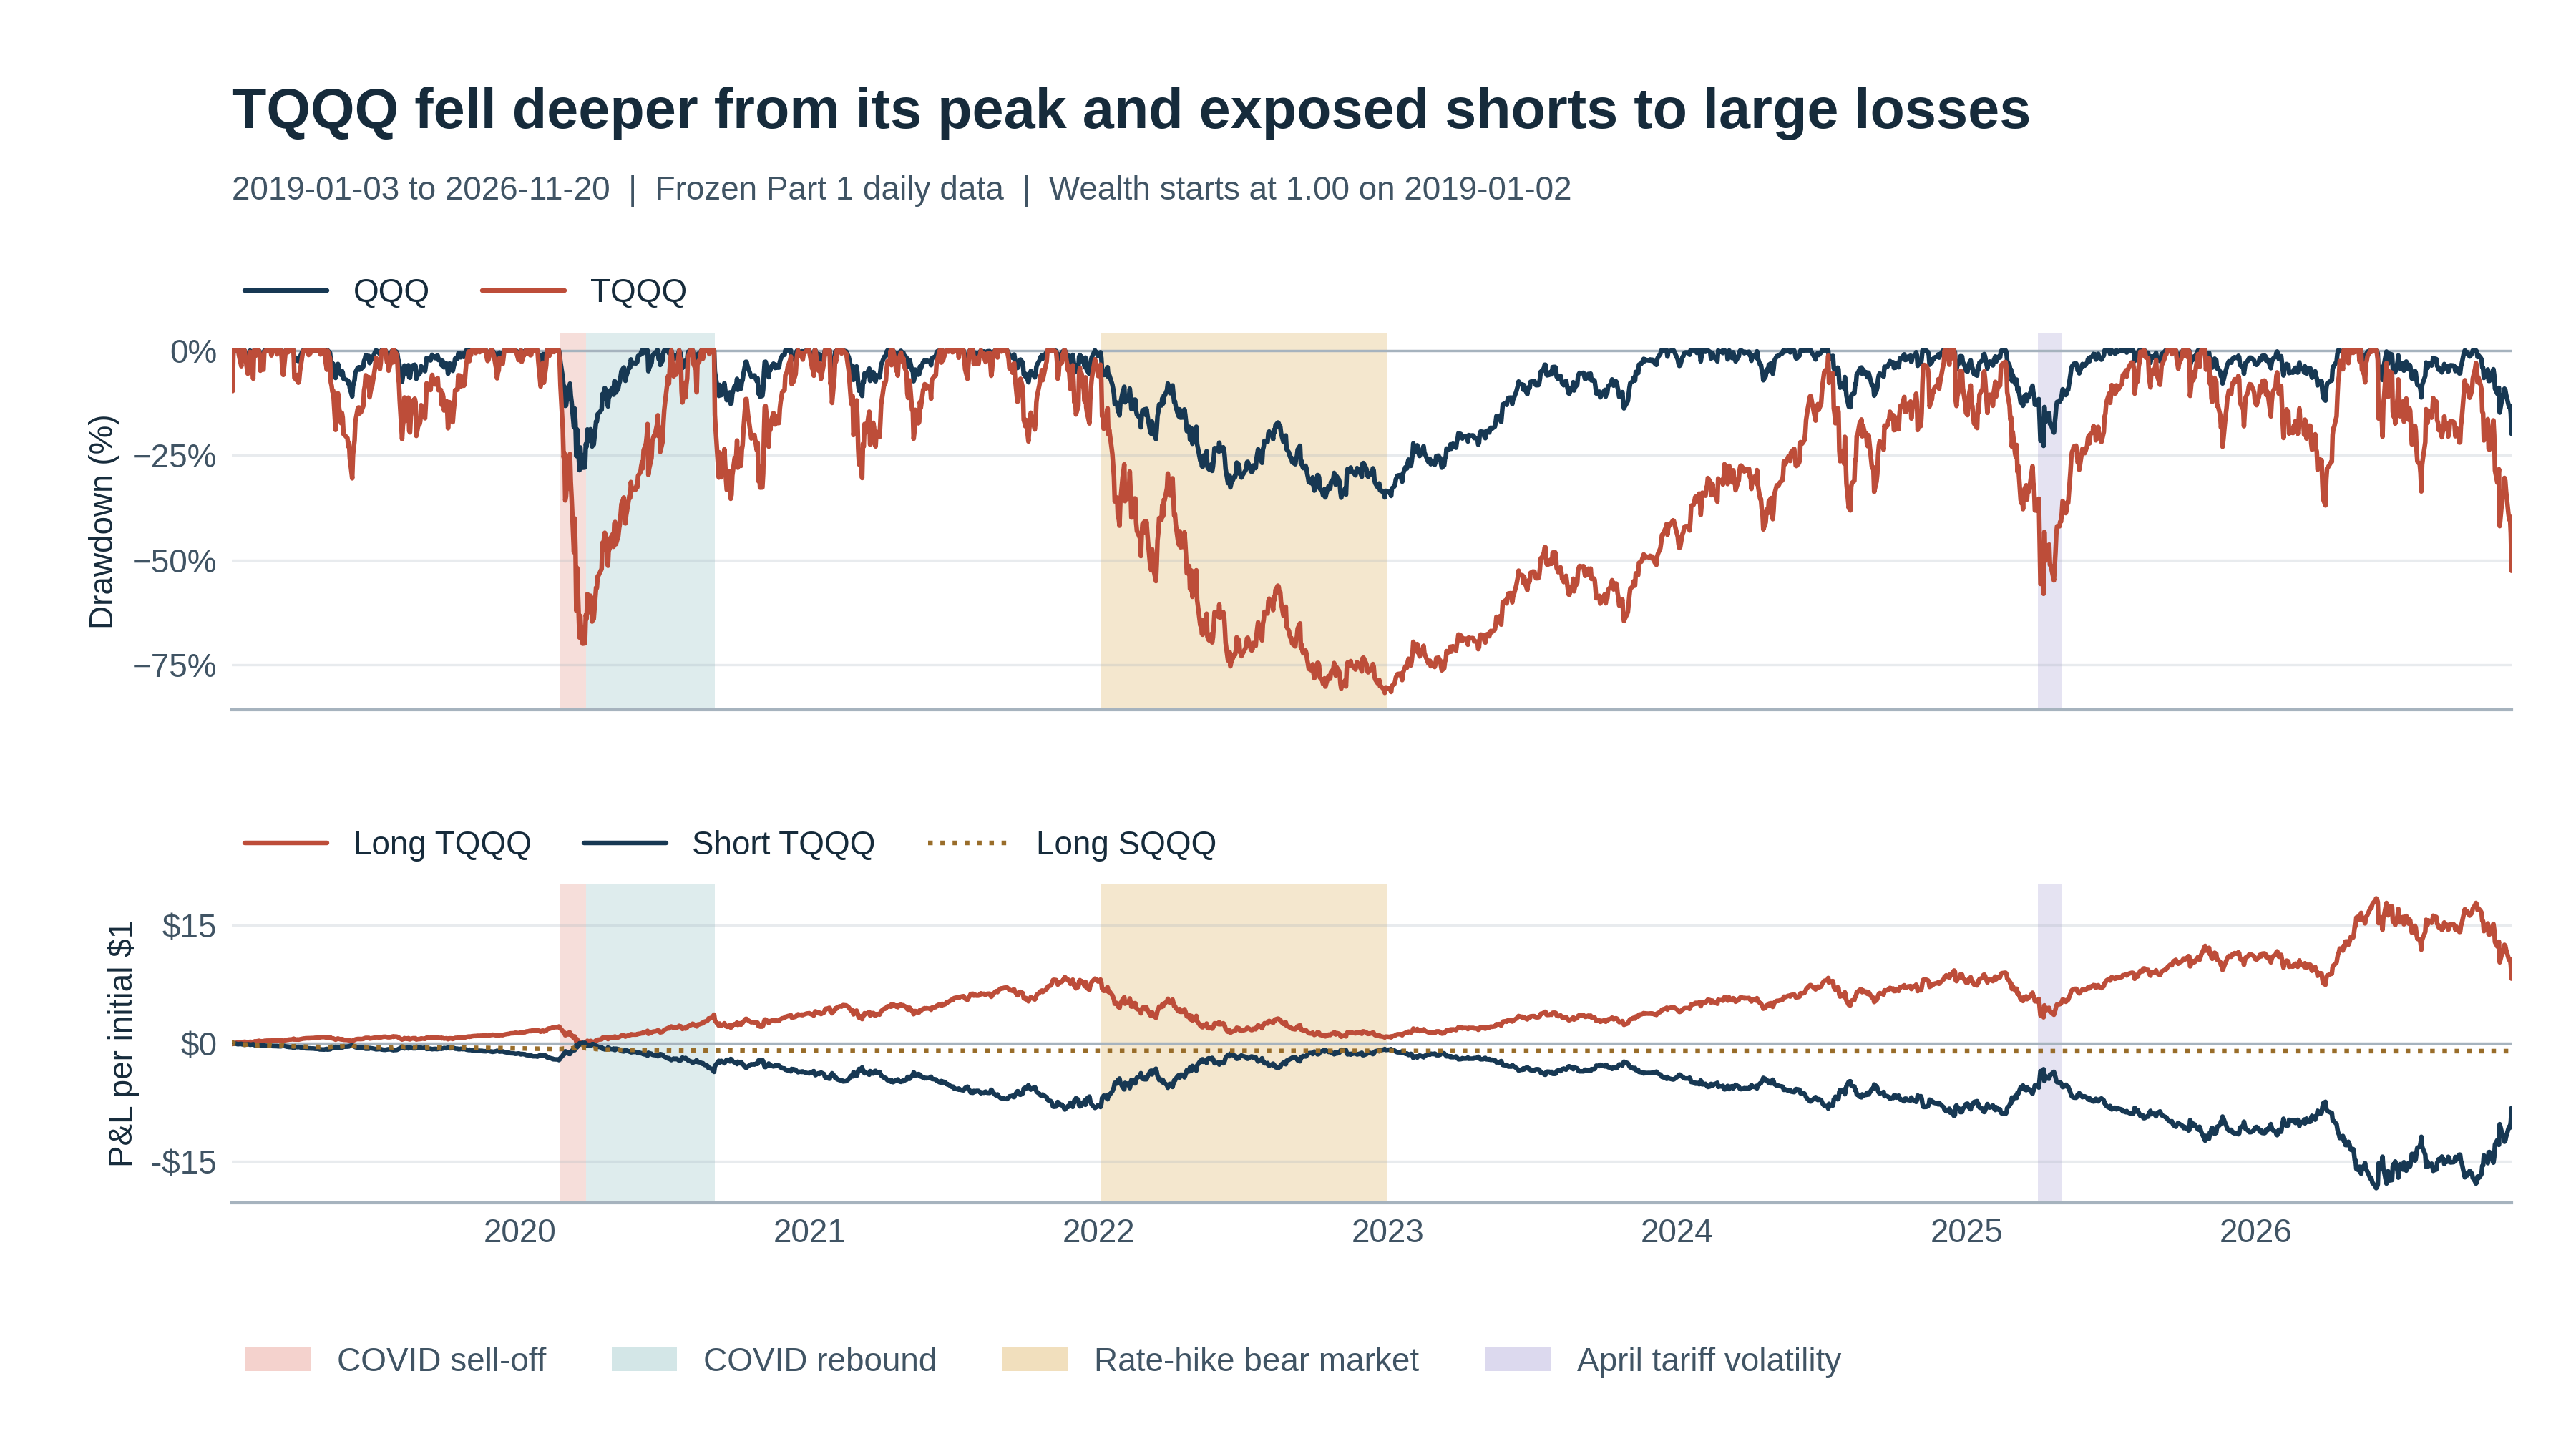 TQQQ fell deeper from its peak and exposed shorts to large losses
2019-01-03 to 2026-11-20 | Frozen Part 1 daily data | Wealth starts at 1.00 on 2019-01-02
QQQ TQQQ
Drawdown (%)
0%
−25%
−50%
−75%
Long TQQQ Short TQQQ Long SQQQ
P&L per initial $1
$15
$0
-$15
2020 2021 2022 2023 2024 2025 2026
COVID sell-off COVID rebound Rate-hike bear market April tariff volatility